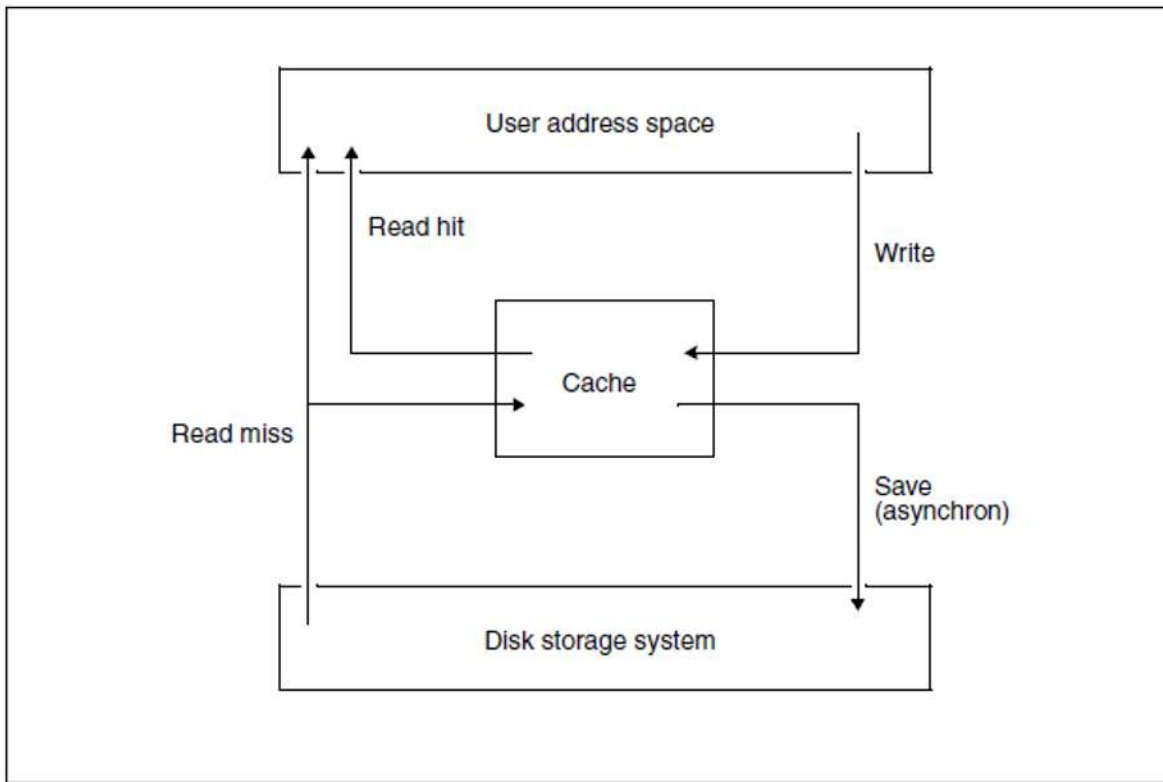 User address space
Read hit
Write
Cache
Read miss
Save
(asynchron)
Disk storage system